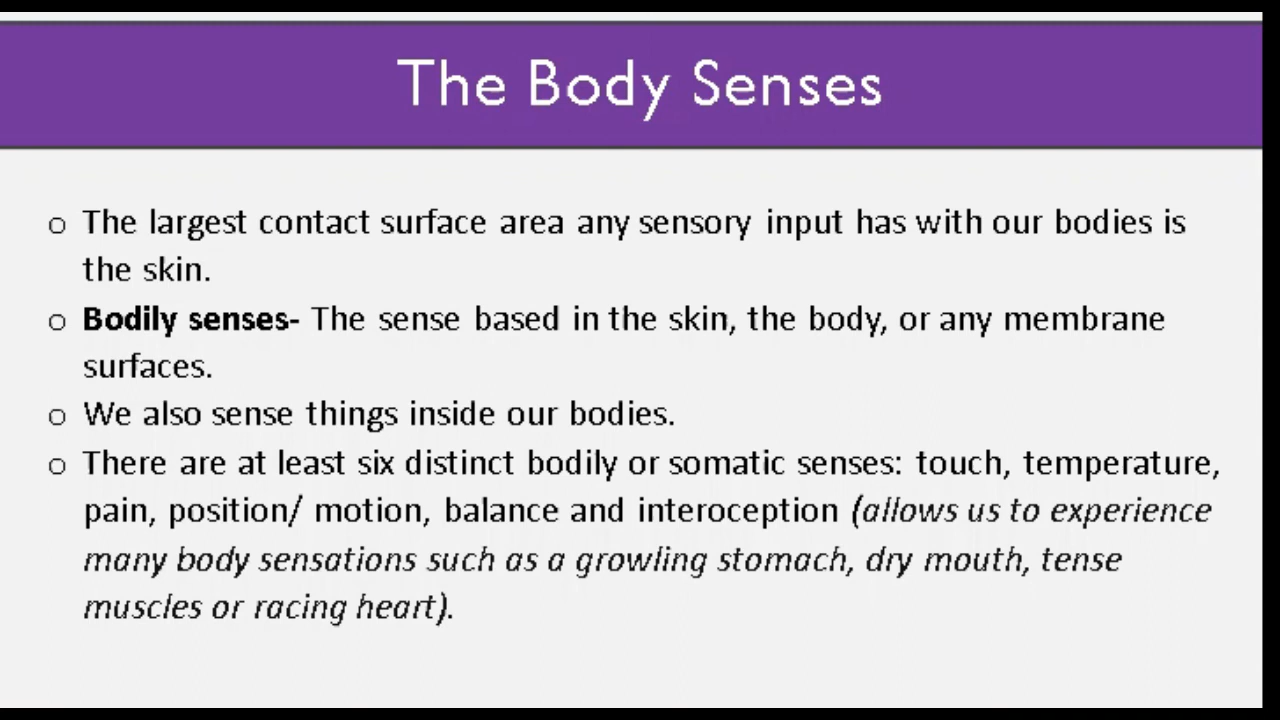 The Body Senses
o The largest contact surface area any sensory input has with our bodies is
the skin.
o Bodily senses- The sense based in the skin, the body, or any membrane
surfaces.
o We also sense things inside our bodies.
o There are at least six distinct bodily or somatic senses: touch, temperature,
pain, position/ motion, balance and interoception (allows us to experience
many body sensations such as a growling stomach, dry mouth, tense
muscles or racing heart).